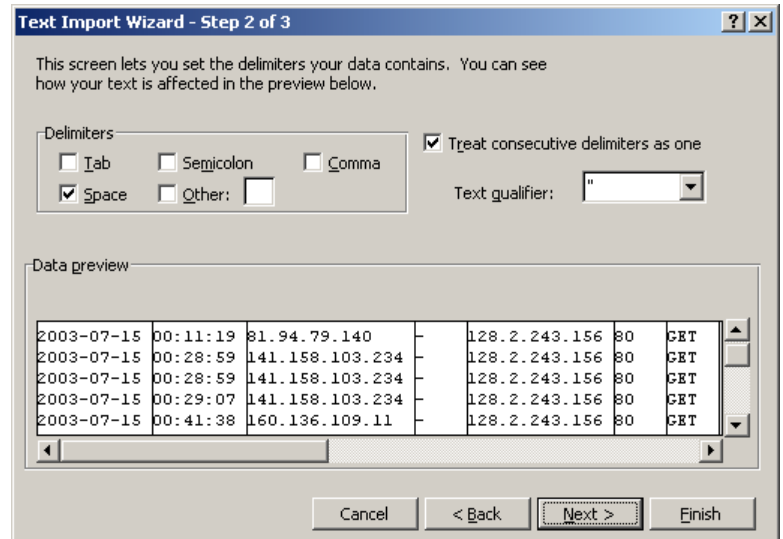 Text Import Wizard - Step 2 of 3
This screen lets you set the delimiters your data contains.  You can see
how your text is affected in the preview below.
Delimiters
Tab Semicolon Comma
Space Other:
Treat consecutive delimiters as one
Text qualifier: "
Data preview
2003-07-15 00:11:19 81.94.79.140 - 128.2.243.156 80 GET
2003-07-15 00:28:59 141.158.103.234 - 128.2.243.156 80 GET
2003-07-15 00:28:59 141.158.103.234 - 128.2.243.156 80 GET
2003-07-15 00:29:07 141.158.103.234 - 128.2.243.156 80 GET
2003-07-15 00:41:38 160.136.109.11 - 128.2.243.156 80 GET
Cancel < Back Next > Finish